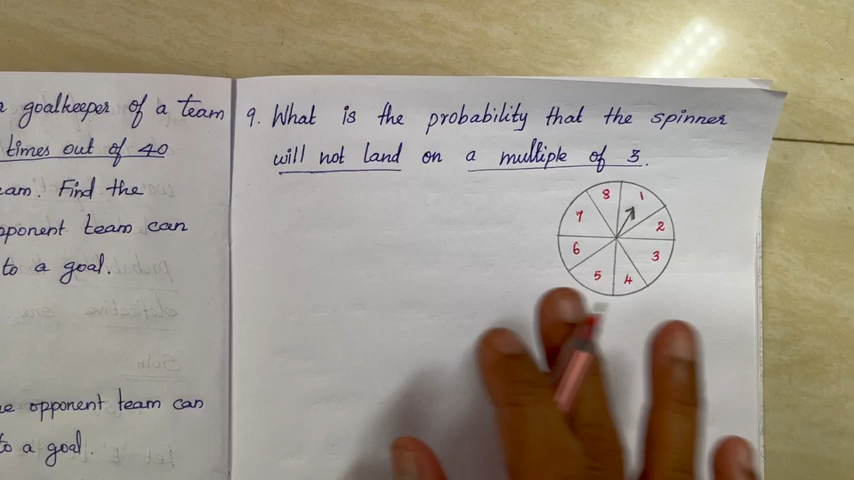 a goalkeeper of a team
times out of 40
eam. Find the
pponent team can
to a goal.
e opponent team can
to a goal.
9. What is the probability that the spinner
will not land on a multiple of 3.
8 1
7 2
6 3
5 4